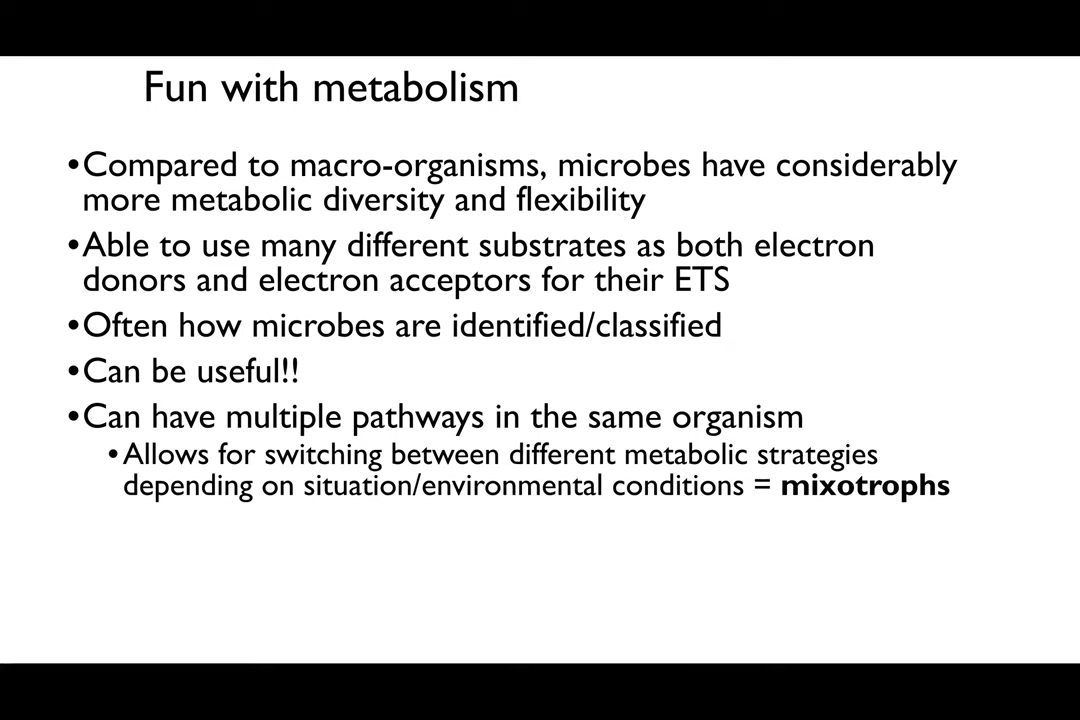 Fun with metabolism
•Compared to macro-organisms, microbes have considerably
more metabolic diversity and flexibility
•Able to use many different substrates as both electron
donors and electron acceptors for their ETS
•Often how microbes are identified/classified
•Can be useful!!
•Can have multiple pathways in the same organism
•Allows for switching between different metabolic strategies
depending on situation/environmental conditions = mixotrophs